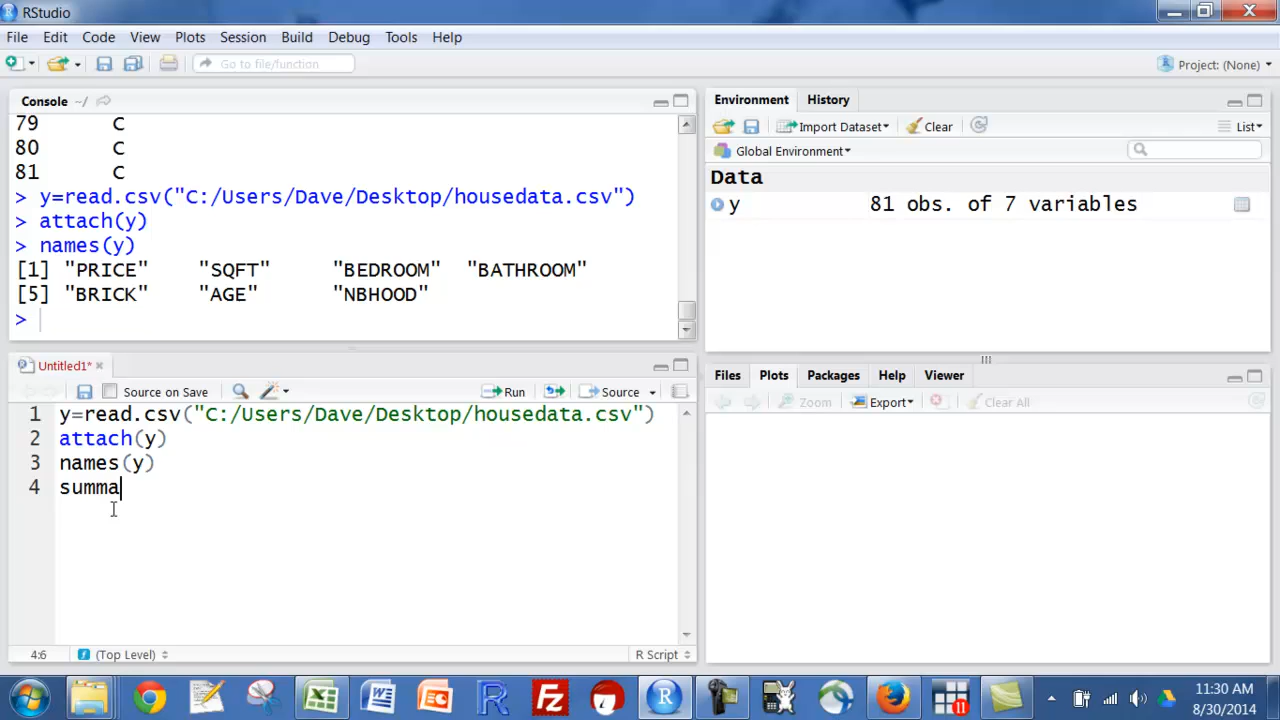 RStudio
File Edit Code View Plots Session Build Debug Tools Help
Go to file/function
Project: (None)
Console ~/
79 C
80 C
81 C
> y=read.csv("C:/Users/Dave/Desktop/housedata.csv")
> attach(y)
> names(y)
[1] "PRICE" "SQFT" "BEDROOM" "BATHROOM"
[5] "BRICK" "AGE" "NBHOOD"
>
Environment History
Import Dataset Clear List
Global Environment
Data
y 81 obs. of 7 variables
Untitled1*
Source on Save Run Source
1 y=read.csv("C:/Users/Dave/Desktop/housedata.csv")
2 attach(y)
3 names(y)
4 summa
4:6 (Top Level) R Script
Files Plots Packages Help Viewer
Zoom Export Clear All
11:30 AM
8/30/2014